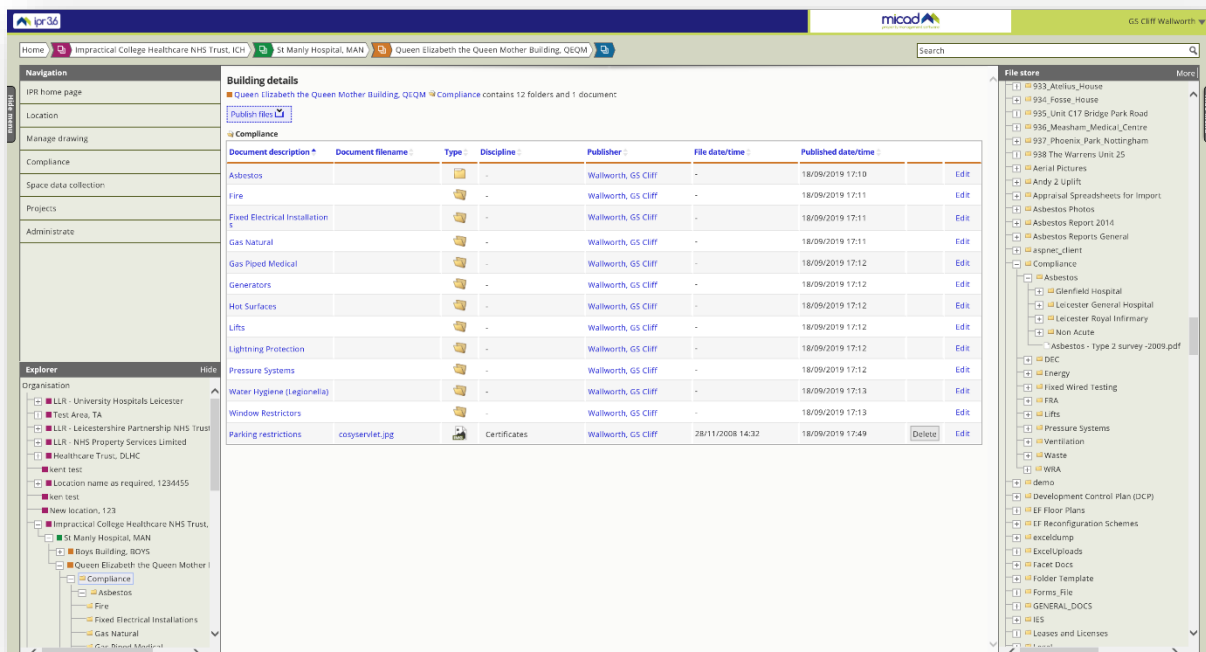 ipr 3.6
micad
GS Cliff Wallworth
Home Impractical College Healthcare NHS Trust, ICH St Manly Hospital, MAN Queen Elizabeth the Queen Mother Building, QEQM
Search
Hide menu
Navigation
IPR home page
Location
Manage drawing
Compliance
Space data collection
Projects
Administrate
Explorer Hide
Organisation
LLR - University Hospitals Leicester
Test Area, TA
LLR - Leicestershire Partnership NHS Trust
LLR - NHS Property Services Limited
Healthcare Trust, DLHC
kent test
Location name as required, 1234455
ken test
New location, 123
Impractical College Healthcare NHS Trust,
St Manly Hospital, MAN
Boys Building, BOYS
Queen Elizabeth the Queen Mother
Compliance
Asbestos
Fire
Fixed Electrical Installations
Gas Natural
Gas Piped Medical
Building details
Queen Elizabeth the Queen Mother Building, QEQM Compliance contains 12 folders and 1 document
Publish files
Compliance
Document description Document filename Type Discipline Publisher File date/time Published date/time
Asbestos - Wallworth, GS Cliff - 18/09/2019 17:10 Edit
Fire - Wallworth, GS Cliff - 18/09/2019 17:11 Edit
Fixed Electrical Installation
s - Wallworth, GS Cliff - 18/09/2019 17:11 Edit
Gas Natural - Wallworth, GS Cliff - 18/09/2019 17:11 Edit
Gas Piped Medical - Wallworth, GS Cliff - 18/09/2019 17:12 Edit
Generators - Wallworth, GS Cliff - 18/09/2019 17:12 Edit
Hot Surfaces - Wallworth, GS Cliff - 18/09/2019 17:12 Edit
Lifts - Wallworth, GS Cliff - 18/09/2019 17:12 Edit
Lightning Protection - Wallworth, GS Cliff - 18/09/2019 17:12 Edit
Pressure Systems - Wallworth, GS Cliff - 18/09/2019 17:12 Edit
Water Hygiene (Legionella) - Wallworth, GS Cliff - 18/09/2019 17:13 Edit
Window Restrictors - Wallworth, GS Cliff - 18/09/2019 17:13 Edit
Parking restrictions cosyservlet.jpg Certificates Wallworth, GS Cliff 28/11/2008 14:32 18/09/2019 17:49 Delete Edit
File store More
933_Atelius_House
934_Fosse_House
935_Unit C17 Bridge Park Road
936_Measham_Medical_Centre
937_Phoenix_Park_Nottingham
938 The Warrens Unit 25
Aerial Pictures
Andy 2 Uplift
Appraisal Spreadsheets for Import
Asbestos Photos
Asbestos Report 2014
Asbestos Reports General
aspnet_client
Compliance
Asbestos
Glenfield Hospital
Leicester General Hospital
Leicester Royal Infirmary
Non Acute
Asbestos - Type 2 survey -2009.pdf
DEC
Energy
Fixed Wired Testing
FRA
Lifts
Pressure Systems
Ventilation
Waste
WRA
demo
Development Control Plan (DCP)
EF Floor Plans
EF Reconfiguration Schemes
exceldump
ExcelUploads
Facet Docs
Folder Template
Forms_File
GENERAL_DOCS
IES
Leases and Licenses